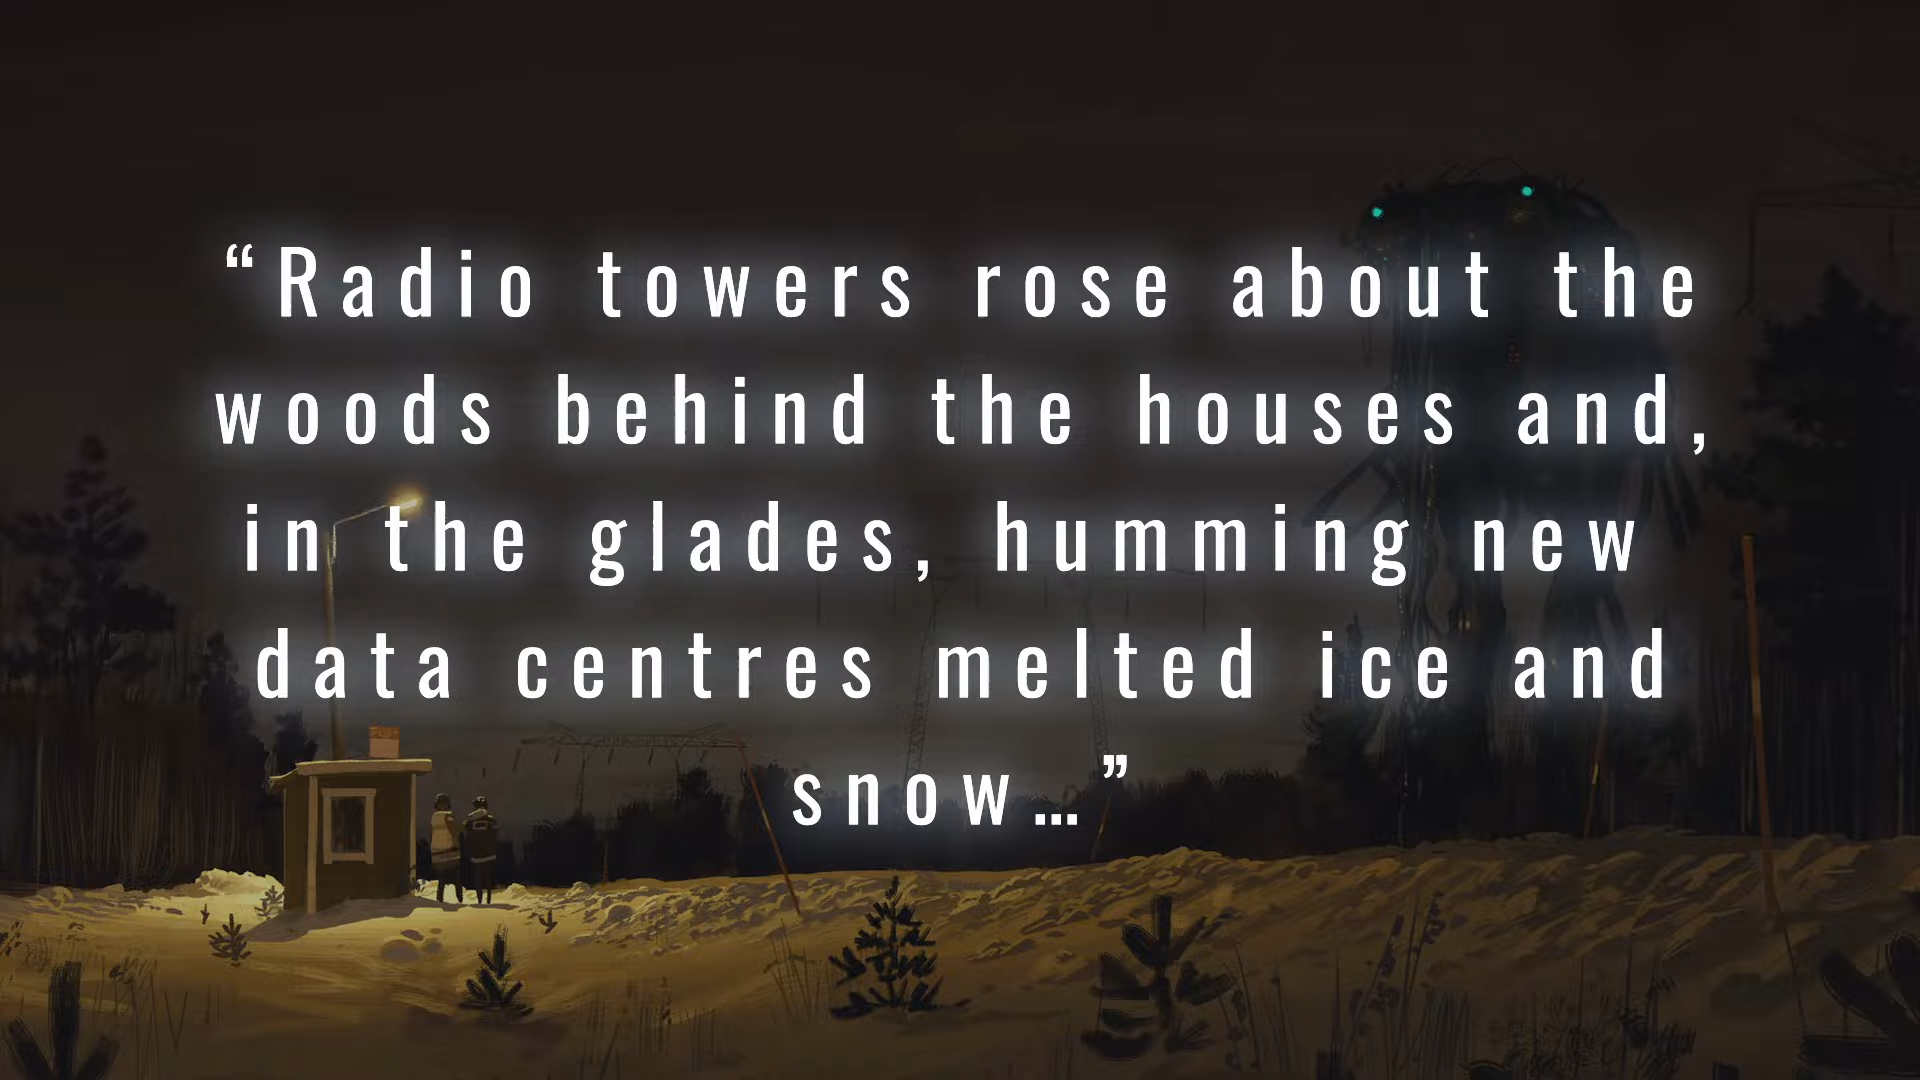 “Radio towers rose about the
woods behind the houses and,
in the glades, humming new
data centres melted ice and
snow…”